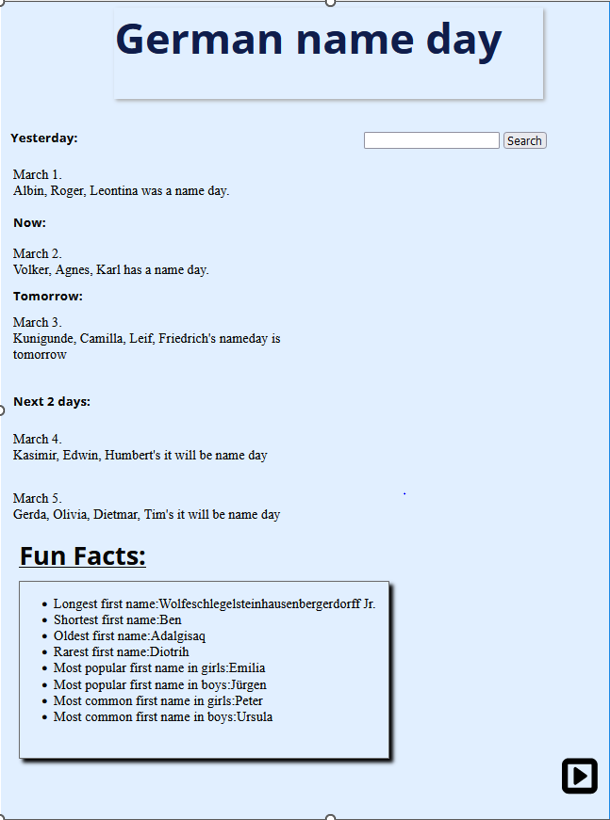 German name day
Yesterday:
Search
March 1.
Albin, Roger, Leontina was a name day.
Now:
March 2.
Volker, Agnes, Karl has a name day.
Tomorrow:
March 3.
Kunigunde, Camilla, Leif, Friedrich's nameday is
tomorrow
Next 2 days:
March 4.
Kasimir, Edwin, Humbert's it will be name day
March 5.
Gerda, Olivia, Dietmar, Tim's it will be name day
Fun Facts:
• Longest first name:Wolfeschlegelsteinhausenbergerdorff Jr.
• Shortest first name:Ben
• Oldest first name:Adalgisaq
• Rarest first name:Diotrih
• Most popular first name in girls:Emilia
• Most popular first name in boys:Jürgen
• Most common first name in girls:Peter
• Most common first name in boys:Ursula